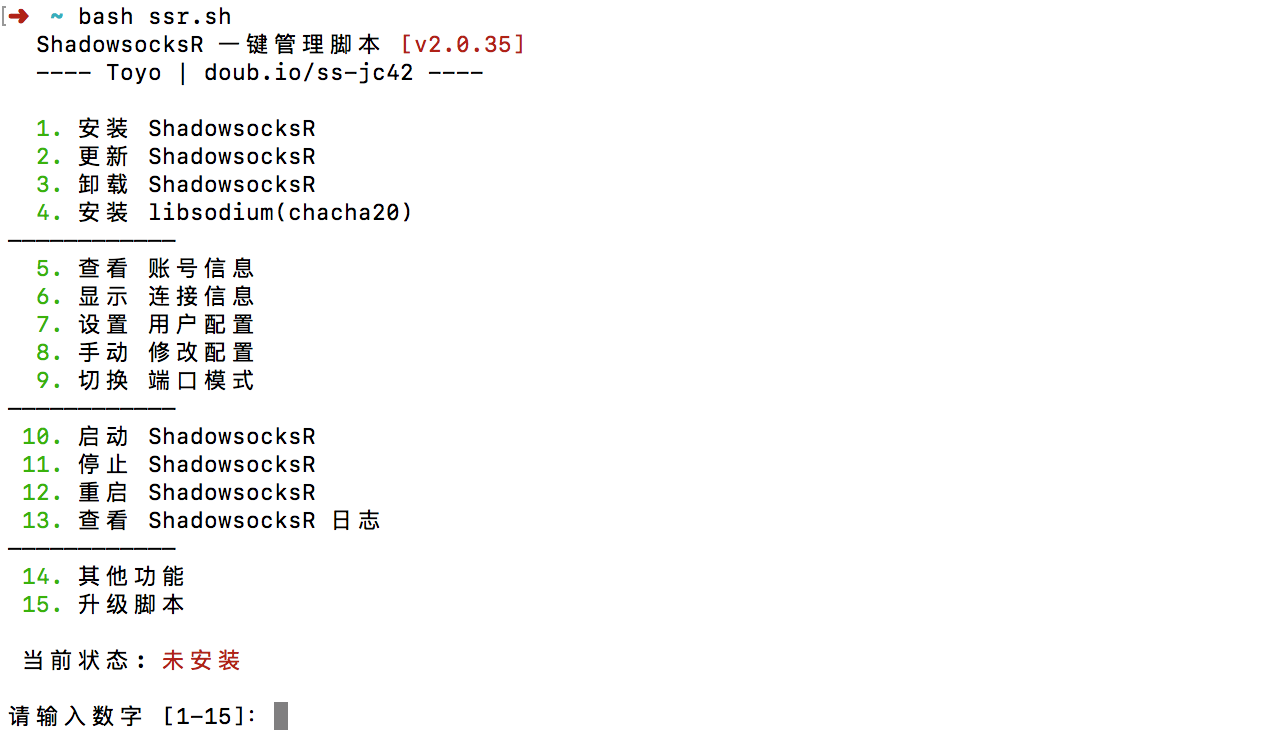 [➜ ~ bash ssr.sh
ShadowsocksR 一键管理脚本 [v2.0.35]
---- Toyo | doub.io/ss-jc42 ----
1. 安装 ShadowsocksR
2. 更新 ShadowsocksR
3. 卸载 ShadowsocksR
4. 安装 libsodium(chacha20)
————————————
5. 查看 账号信息
6. 显示 连接信息
7. 设置 用户配置
8. 手动 修改配置
9. 切换 端口模式
————————————
10. 启动 ShadowsocksR
11. 停止 ShadowsocksR
12. 重启 ShadowsocksR
13. 查看 ShadowsocksR 日志
————————————
14. 其他功能
15. 升级脚本
当前状态: 未安装
请输入数字 [1-15]: